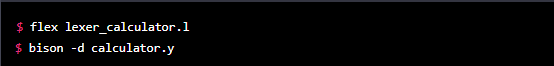 $ flex lexer_calculator.l
$ bison -d calculator.y